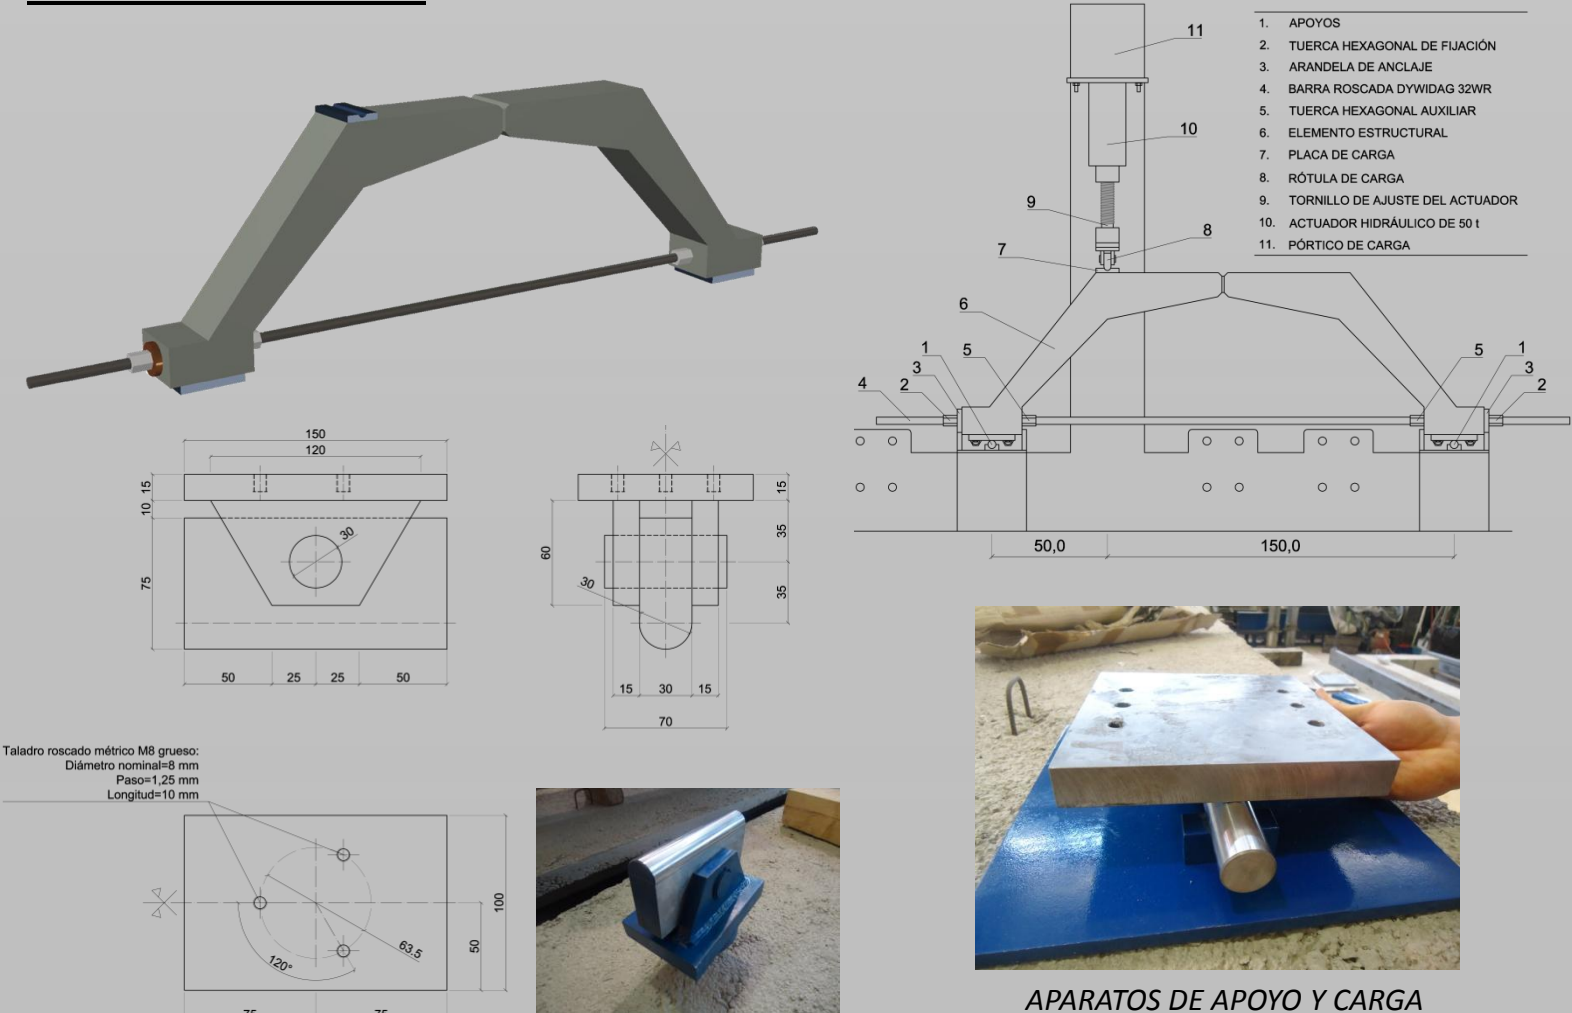 1. APOYOS
2. TUERCA HEXAGONAL DE FIJACIÓN
3. ARANDELA DE ANCLAJE
4. BARRA ROSCADA DYWIDAG 32WR
5. TUERCA HEXAGONAL AUXILIAR
6. ELEMENTO ESTRUCTURAL
7. PLACA DE CARGA
8. RÓTULA DE CARGA
9. TORNILLO DE AJUSTE DEL ACTUADOR
10. ACTUADOR HIDRÁULICO DE 50 t
11. PÓRTICO DE CARGA
11
10
9
8
7
6
1
5
3
2
4
5
1
3
2
50,0
150,0
150
120
15
10
75
30
50
25
25
50
15
35
35
60
30
15
30
15
70
Taladro roscado métrico M8 grueso:
Diámetro nominal=8 mm
Paso=1,25 mm
Longitud=10 mm
120°
63.5
50
100
75
75
APARATOS DE APOYO Y CARGA